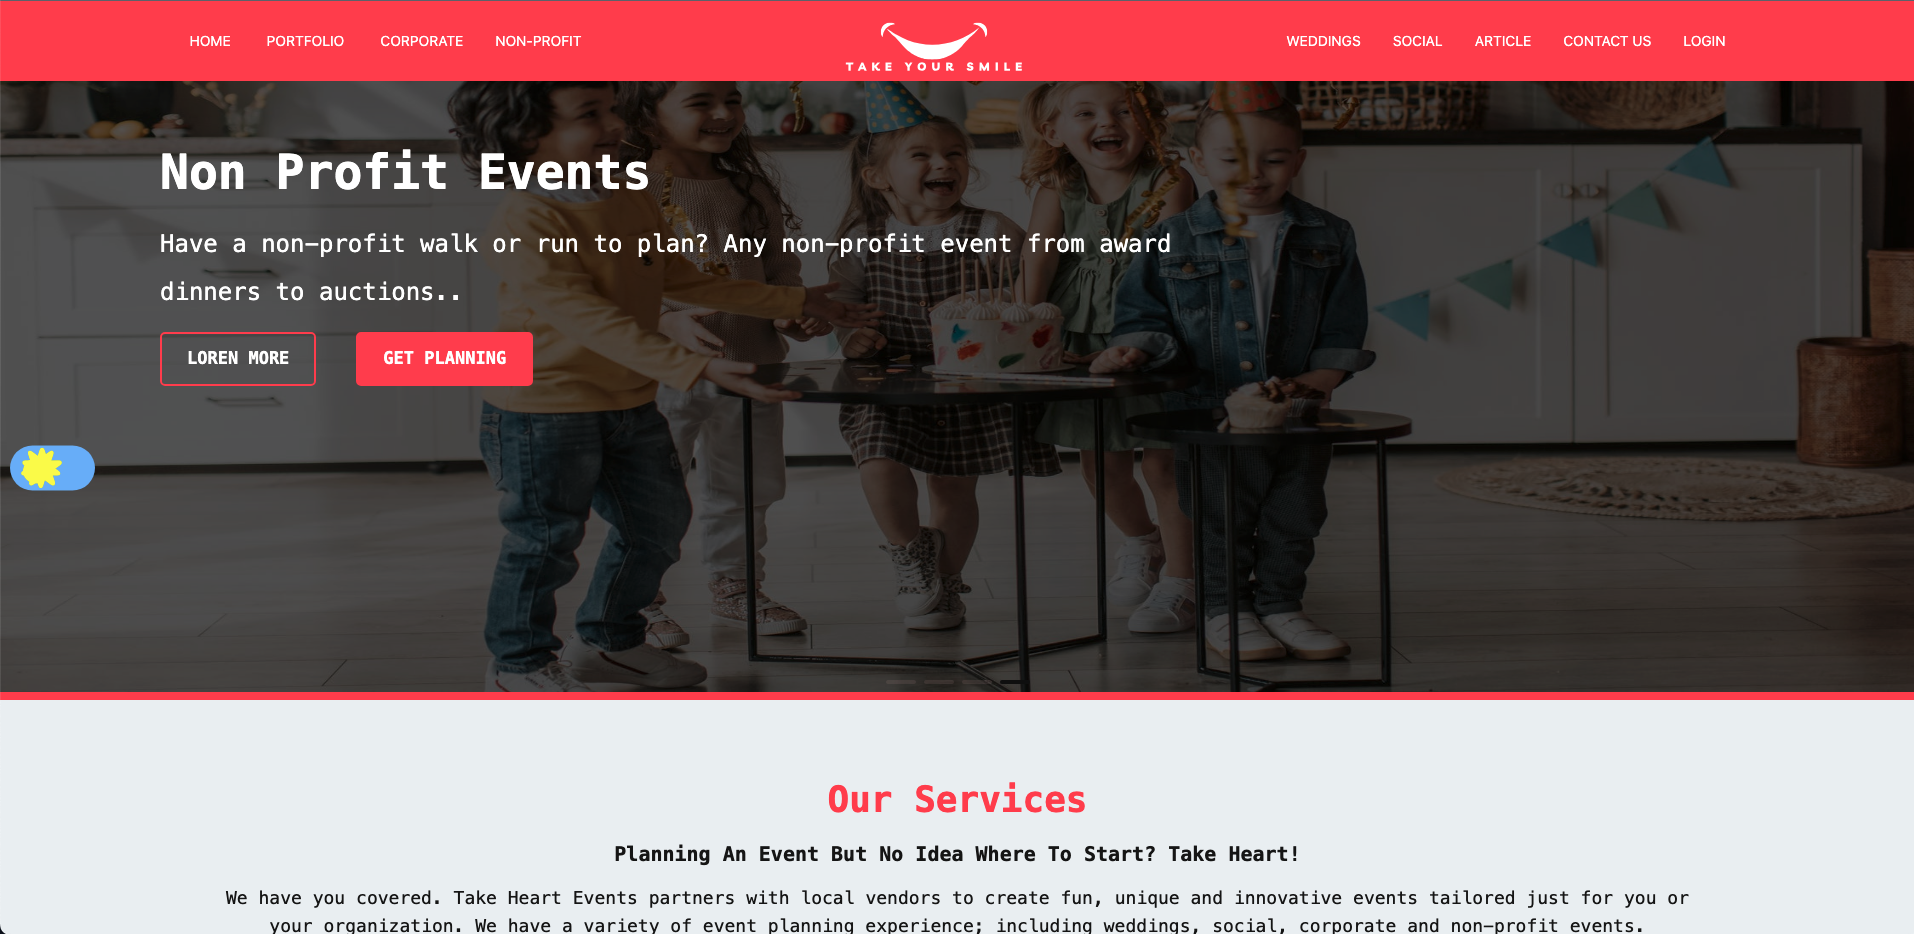 HOME PORTFOLIO CORPORATE NON-PROFIT
TAKE YOUR SMILE
WEDDINGS SOCIAL ARTICLE CONTACT US LOGIN
Non Profit Events
Have a non-profit walk or run to plan? Any non-profit event from award
dinners to auctions..
LOREN MORE
GET PLANNING
Our Services
Planning An Event But No Idea Where To Start? Take Heart!
We have you covered. Take Heart Events partners with local vendors to create fun, unique and innovative events tailored just for you or
your organization. We have a variety of event planning experience; including weddings, social, corporate and non-profit events.